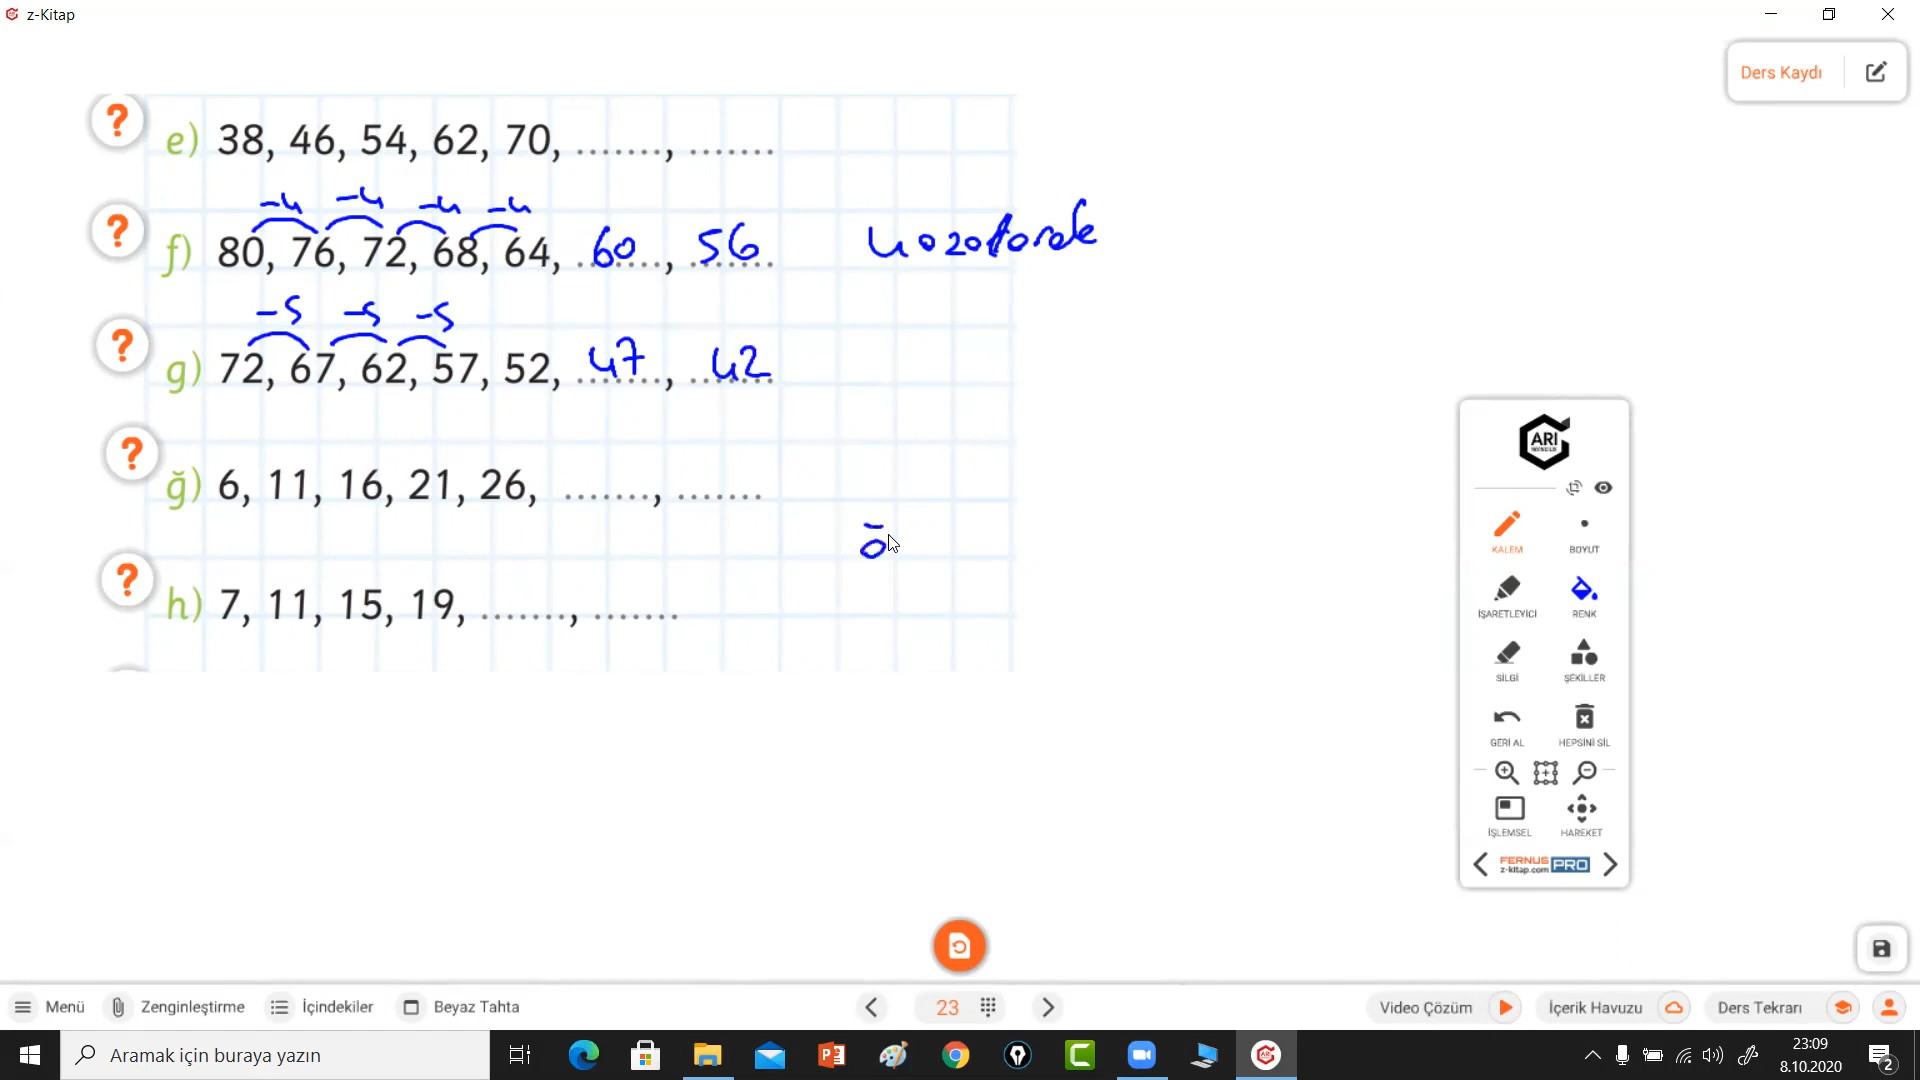 z-Kitap
Ders Kaydı
e) 38, 46, 54, 62, 70, ........, ........
-4 -4 -4 -4
f) 80, 76, 72, 68, 64, 60, 56
-5 -5 -5
g) 72, 67, 62, 57, 52, 47, 42
ğ) 6, 11, 16, 21, 26, ........, ........
h) 7, 11, 15, 19, ........, ........
ARI
KALEM BOYUT
İŞARETLEYİCİ RENK
SİLGİ ŞEKİLLER
GERİ AL HEPSİNİ SİL
İŞLEMSEL HAREKET
FERNUS PRO
z-kitap.com
Menü Zenginleştirme İçindekiler Beyaz Tahta 23 Video Çözüm İçerik Havuzu Ders Tekrarı
Aramak için buraya yazın
23:09
8.10.2020
2